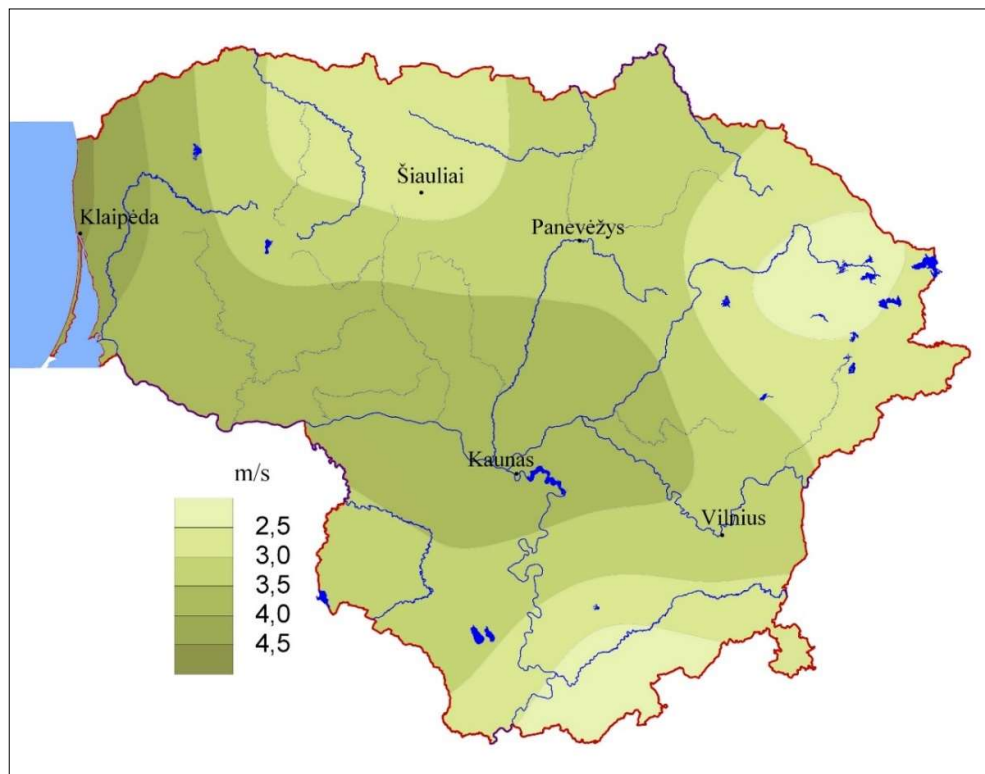 Šiauliai
Klaipėda
Panevėžys
Kaunas
m/s
Vilnius
2,5
3,0
3,5
4,0
4,5